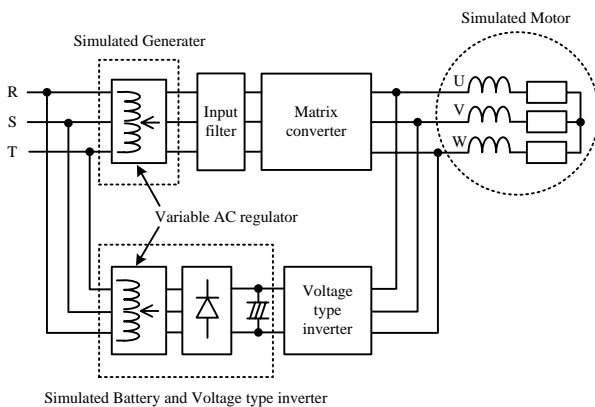 Simulated Motor
Simulated Generater
R
S
T
Input
filter
Matrix
converter
U
V
W
Variable AC regulator
Voltage
type
inverter
Simulated Battery and Voltage type inverter